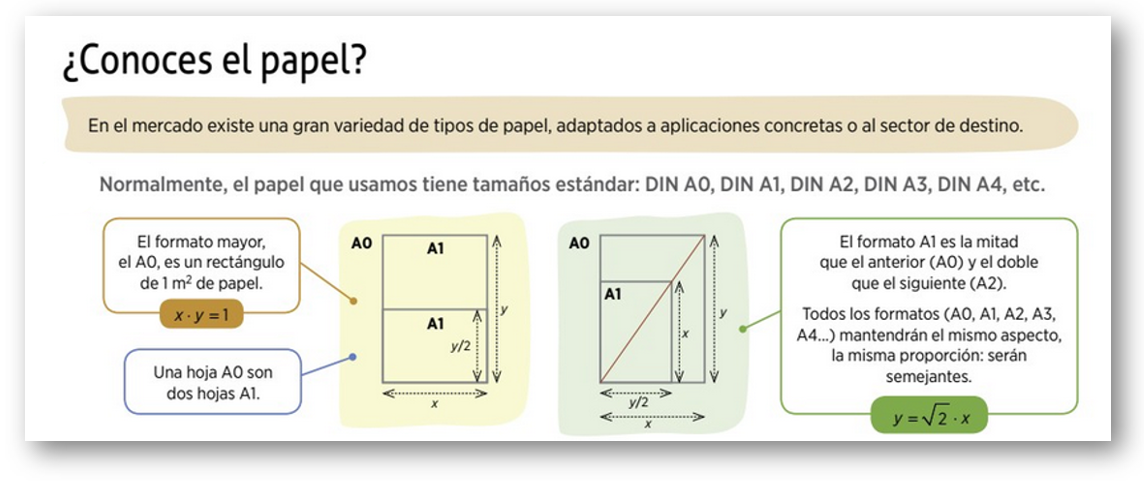 ¿Conoces el papel?
En el mercado existe una gran variedad de tipos de papel, adaptados a aplicaciones concretas o al sector de destino.
Normalmente, el papel que usamos tiene tamaños estándar: DIN A0, DIN A1, DIN A2, DIN A3, DIN A4, etc.
El formato mayor,
el A0, es un rectángulo
de 1 m² de papel.
x · y = 1
Una hoja A0 son
dos hojas A1.
A0
A1
A1
y/2
y
x
A0
A1
x
y
y/2
x
El formato A1 es la mitad
que el anterior (A0) y el doble
que el siguiente (A2).
Todos los formatos (A0, A1, A2, A3,
A4...) mantendrán el mismo aspecto,
la misma proporción: serán
semejantes.
y = √2 · x